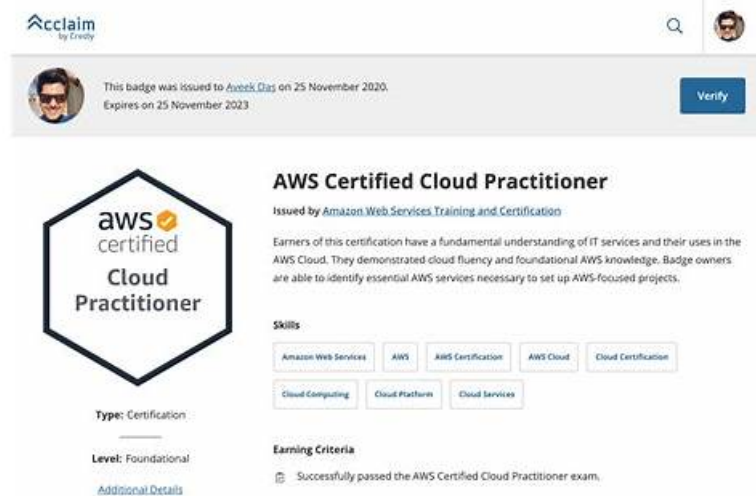 Acclaim
by Credly
This badge was issued to Aveek Das on 25 November 2020.
Expires on 25 November 2023
Verify
aws
certified
Cloud
Practitioner
Type: Certification
Level: Foundational
Additional Details
AWS Certified Cloud Practitioner
Issued by Amazon Web Services Training and Certification
Earners of this certification have a fundamental understanding of IT services and their uses in the
AWS Cloud. They demonstrated cloud fluency and foundational AWS knowledge. Badge owners
are able to identify essential AWS services necessary to set up AWS-focused projects.
Skills
Amazon Web Services AWS AWS Certification AWS Cloud Cloud Certification
Cloud Computing Cloud Platform Cloud Services
Earning Criteria
Successfully passed the AWS Certified Cloud Practitioner exam.